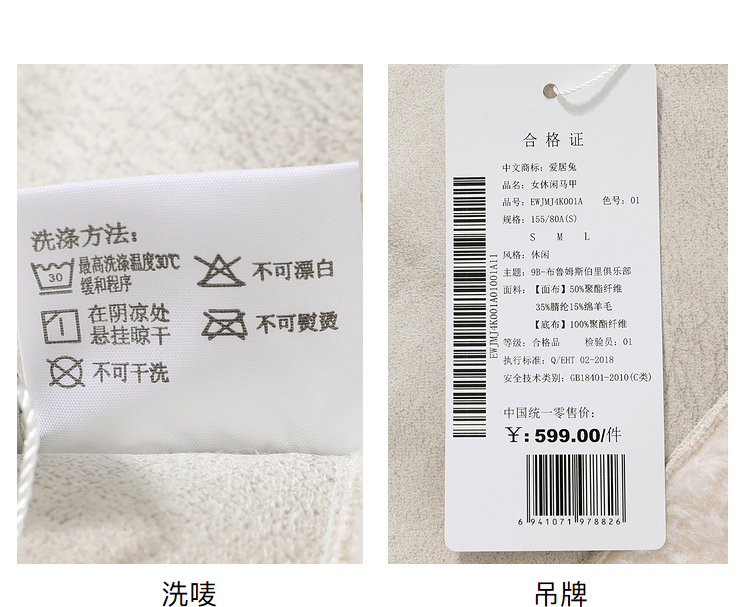 洗涤方法:
30
最高洗涤温度30℃
缓和程序
不可漂白
在阴凉处
悬挂晾干
不可熨烫
不可干洗
合格证
中文商标: 爱居兔
品名: 女休闲马甲
品号: EWJMJ4K001A 色号: 01
规格: 155/80A(S)
S M L
风格: 休闲
主题: 9B-布鲁姆斯伯里俱乐部
面料: 【面布】50%聚酯纤维
35%腈纶15%绵羊毛
【底布】100%聚酯纤维
等级: 合格品 检验员: 01
执行标准: Q/EHT 02-2018
安全技术类别: GB18401-2010(C类)
EWJMJ4K001A01001A11
中国统一零售价:
¥: 599.00/件
6 941071 978826
洗唛
吊牌